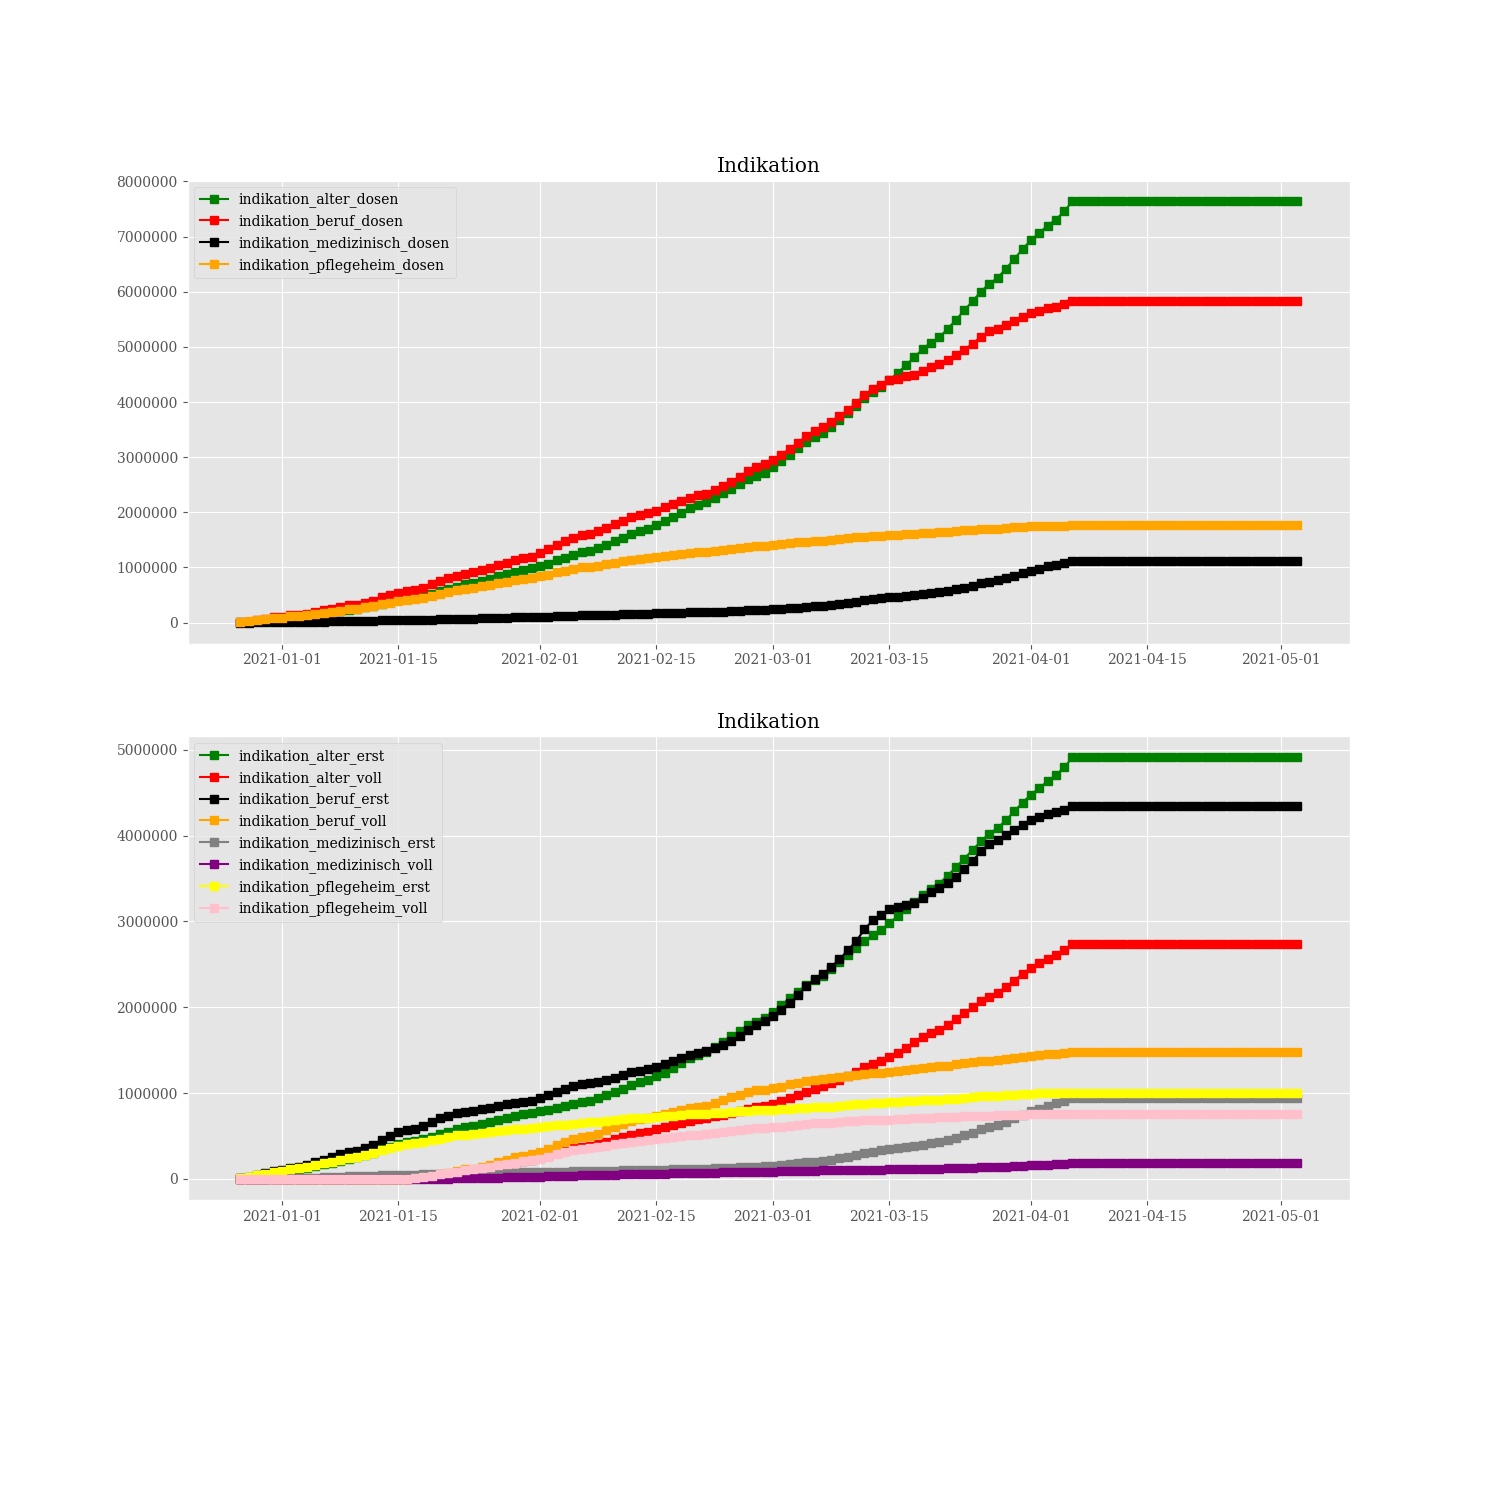 Indikation
8000000
7000000
6000000
5000000
4000000
3000000
2000000
1000000
0
indikation_alter_dosen
indikation_beruf_dosen
indikation_medizinisch_dosen
indikation_pflegeheim_dosen
2021-01-01 2021-01-15 2021-02-01 2021-02-15 2021-03-01 2021-03-15 2021-04-01 2021-04-15 2021-05-01
Indikation
5000000
4000000
3000000
2000000
1000000
0
indikation_alter_erst
indikation_alter_voll
indikation_beruf_erst
indikation_beruf_voll
indikation_medizinisch_erst
indikation_medizinisch_voll
indikation_pflegeheim_erst
indikation_pflegeheim_voll
2021-01-01 2021-01-15 2021-02-01 2021-02-15 2021-03-01 2021-03-15 2021-04-01 2021-04-15 2021-05-01